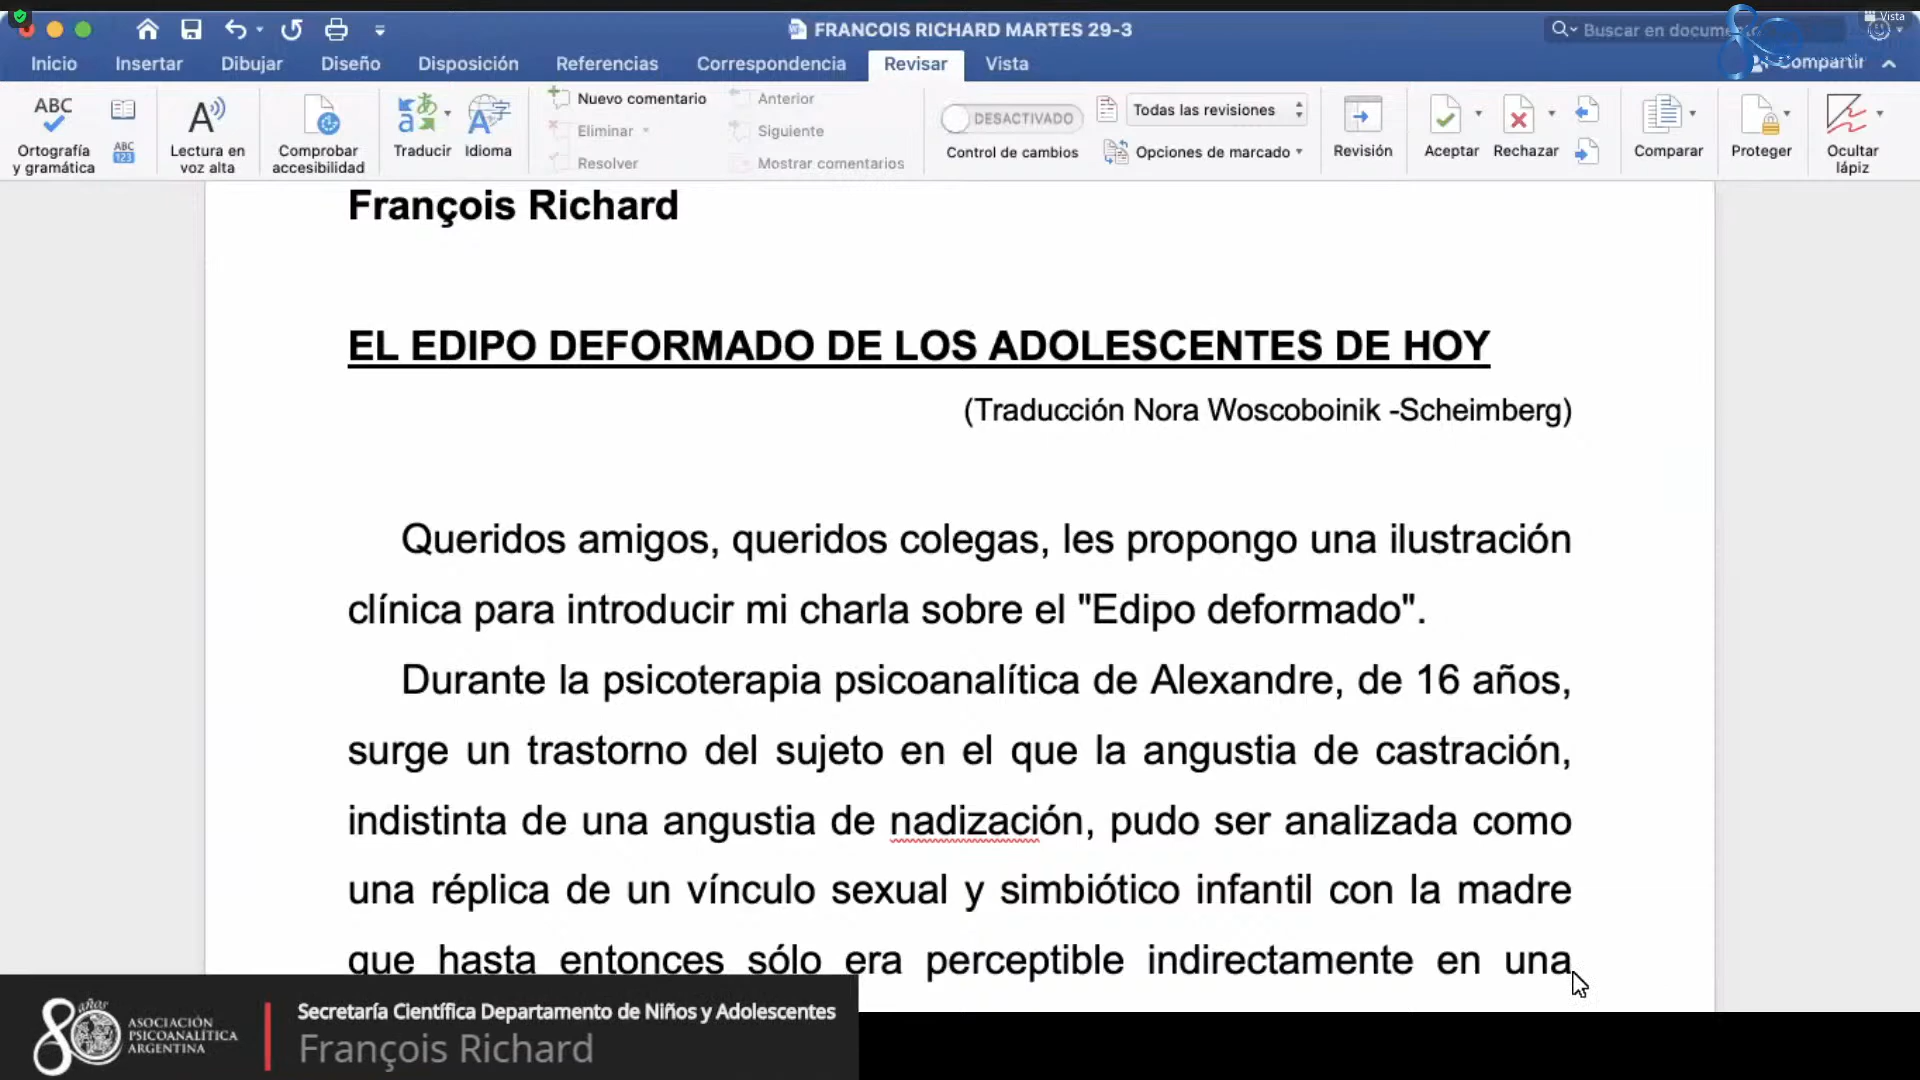 Vista
FRANCOIS RICHARD MARTES 29-3
Buscar en docume
Inicio Insertar Dibujar Diseño Disposición Referencias Correspondencia Revisar Vista Compartir
ABC
Ortografía
y gramática
ABC
123
A
Lectura en
voz alta
Comprobar
accesibilidad
Traducir
Idioma
Nuevo comentario
Eliminar
Resolver
Anterior
Siguiente
Mostrar comentarios
DESACTIVADO
Control de cambios
Todas las revisiones
Opciones de marcado
Revisión
Aceptar
Rechazar
Comparar
Proteger
Ocultar
lápiz
François Richard
EL EDIPO DEFORMADO DE LOS ADOLESCENTES DE HOY
(Traducción Nora Woscoboinik -Scheimberg)
Queridos amigos, queridos colegas, les propongo una ilustración
clínica para introducir mi charla sobre el "Edipo deformado".
Durante la psicoterapia psicoanalítica de Alexandre, de 16 años,
surge un trastorno del sujeto en el que la angustia de castración,
indistinta de una angustia de nadización, pudo ser analizada como
una réplica de un vínculo sexual y simbiótico infantil con la madre
que hasta entonces sólo era perceptible indirectamente en una
80 años
ASOCIACIÓN
PSICOANALÍTICA
ARGENTINA
Secretaría Científica Departamento de Niños y Adolescentes
François Richard